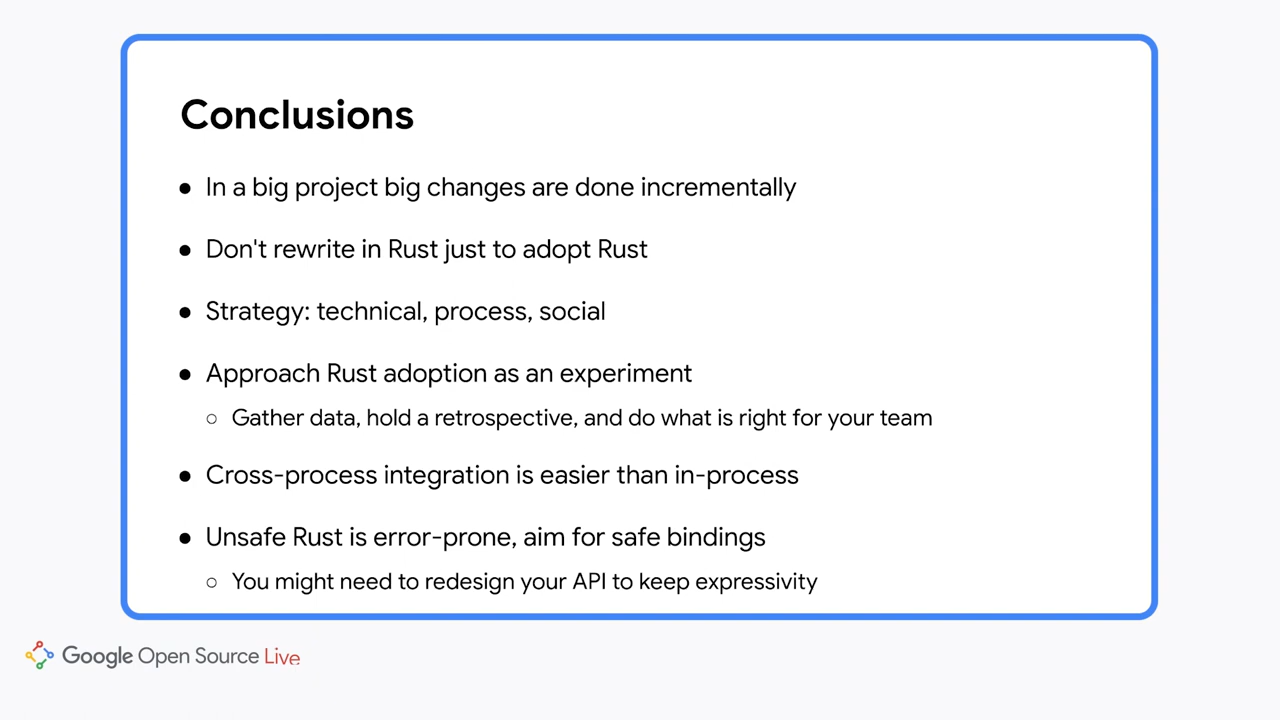 Conclusions
● In a big project big changes are done incrementally
● Don't rewrite in Rust just to adopt Rust
● Strategy: technical, process, social
● Approach Rust adoption as an experiment
○ Gather data, hold a retrospective, and do what is right for your team
● Cross-process integration is easier than in-process
● Unsafe Rust is error-prone, aim for safe bindings
○ You might need to redesign your API to keep expressivity
Google Open Source Live